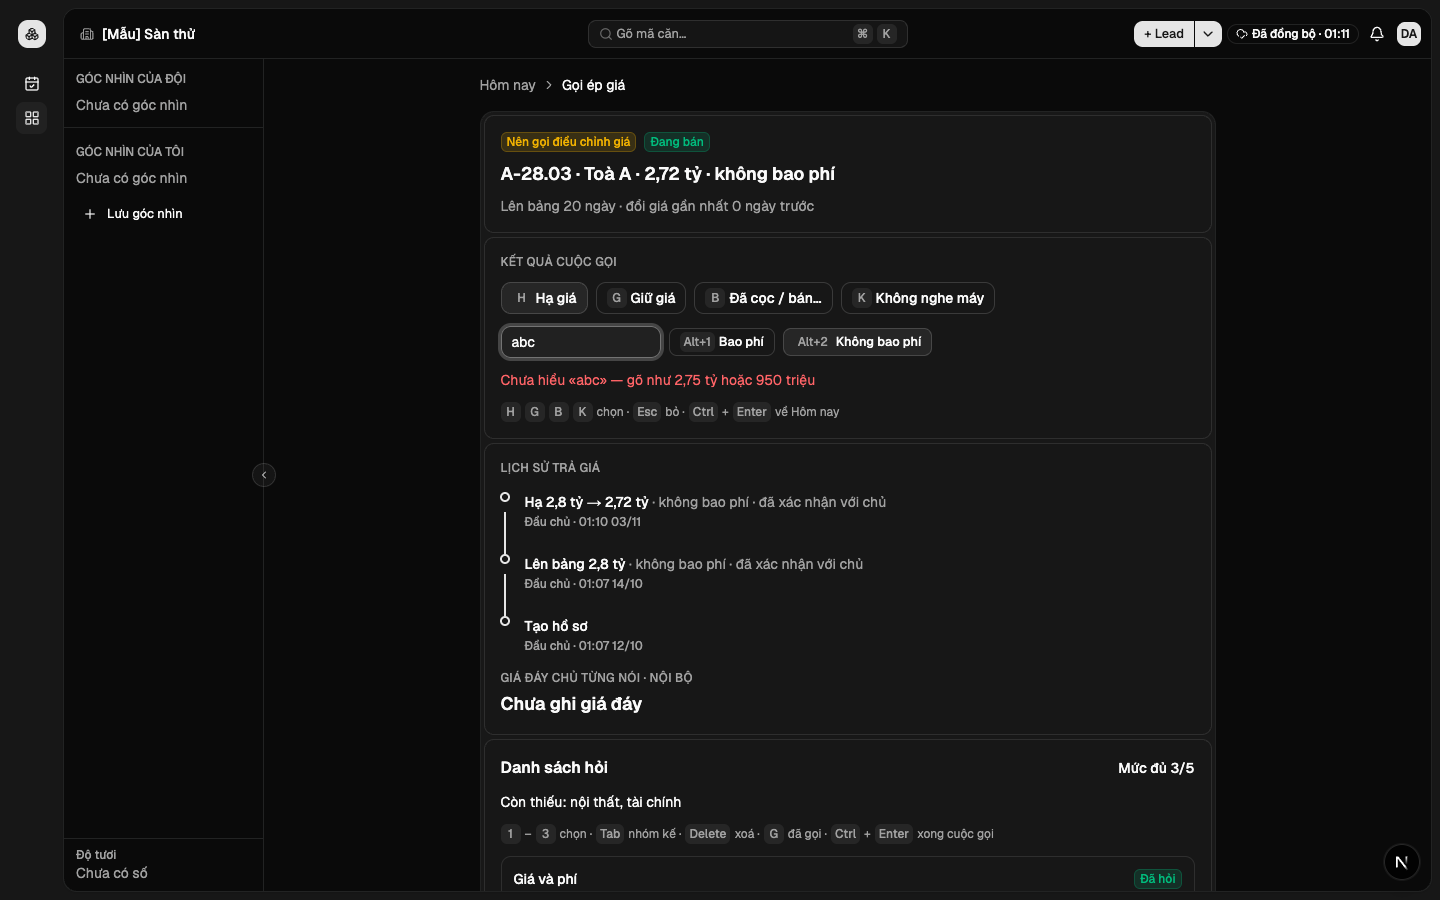 [Mẫu] Sàn thử
Gõ mã căn...
⌘ K
+ Lead
Đã đồng bộ · 01:11
DA
GÓC NHÌN CỦA ĐỘI
Chưa có góc nhìn
GÓC NHÌN CỦA TÔI
Chưa có góc nhìn
+ Lưu góc nhìn
Độ tươi
Chưa có số
Hôm nay > Gọi ép giá
Nên gọi điều chỉnh giá Đang bán
A-28.03 · Toà A · 2,72 tỷ · không bao phí
Lên bảng 20 ngày · đổi giá gần nhất 0 ngày trước
KẾT QUẢ CUỘC GỌI
H Hạ giá G Giữ giá B Đã cọc / bán... K Không nghe máy
abc Alt+1 Bao phí Alt+2 Không bao phí
Chưa hiểu «abc» — gõ như 2,75 tỷ hoặc 950 triệu
H G B K chọn · Esc bỏ · Ctrl + Enter về Hôm nay
LỊCH SỬ TRẢ GIÁ
Hạ 2,8 tỷ → 2,72 tỷ · không bao phí · đã xác nhận với chủ
Đầu chủ · 01:10 03/11
Lên bảng 2,8 tỷ · không bao phí · đã xác nhận với chủ
Đầu chủ · 01:07 14/10
Tạo hồ sơ
Đầu chủ · 01:07 12/10
GIÁ ĐÁY CHỦ TỪNG NÓI · NỘI BỘ
Chưa ghi giá đáy
Danh sách hỏi Mức đủ 3/5
Còn thiếu: nội thất, tài chính
1 – 3 chọn · Tab nhóm kế · Delete xoá · G đã gọi · Ctrl + Enter xong cuộc gọi
Giá và phí Đã hỏi
N